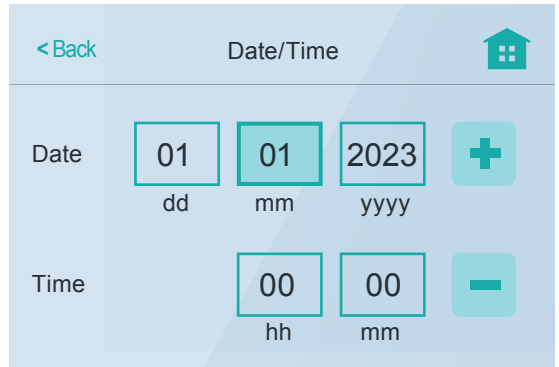 < Back Date/Time
Date 01 01 2023
dd mm yyyy
Time 00 00
hh mm